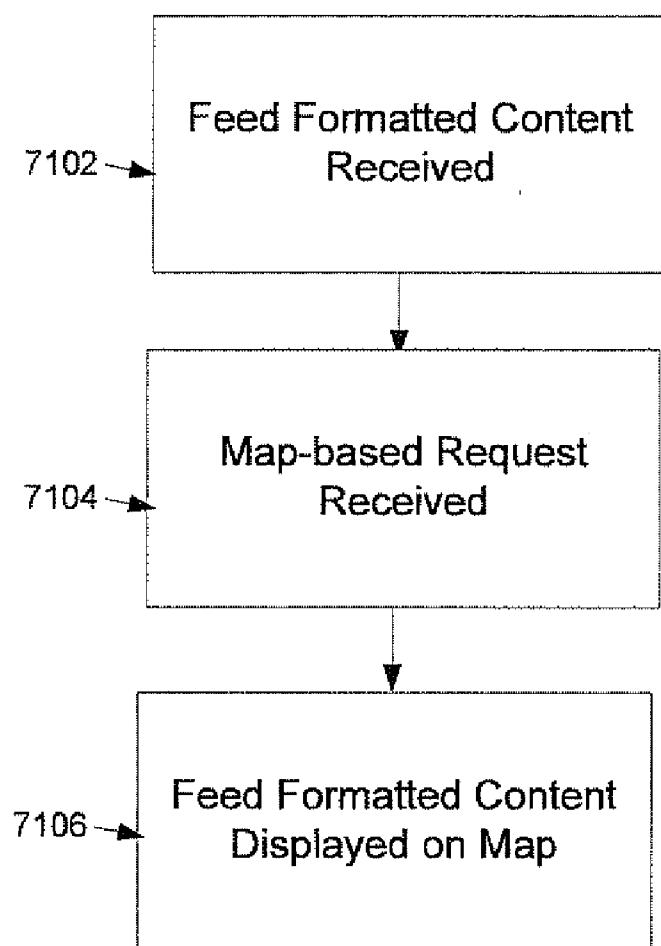 Feed Formatted Content
Received
7102
Map-based Request
Received
7104
Feed Formatted Content
Displayed on Map
7106